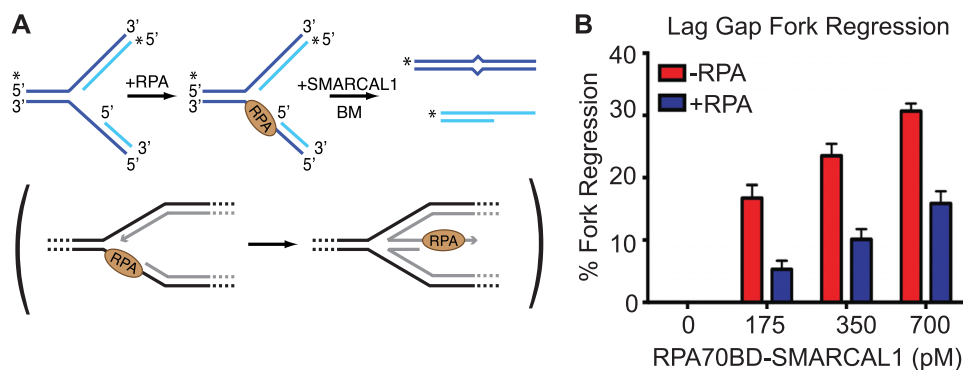 A
3'
*5'
*
5'
3'
5'
3'
5'
+RPA
3'
*5'
*
5'
3'
RPA
5'
3'
5'
+SMARCAL1
BM
*
*
RPA
RPA
B
Lag Gap Fork Regression
-RPA
+RPA
% Fork Regression
40
30
20
10
0
0 175 350 700
RPA70BD-SMARCAL1 (pM)